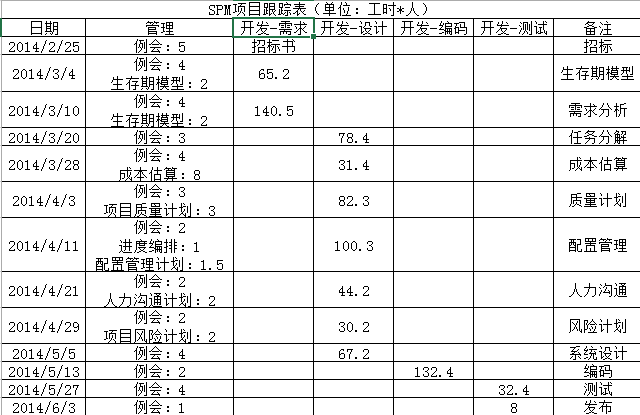 SPM项目跟踪表（单位：工时*人）
日期 管理 开发-需求 开发-设计 开发-编码 开发-测试 备注
2014/2/25 例会：5 招标书 招标
2014/3/4 例会：4 65.2 生存期模型
生存期模型：2
2014/3/10 例会：4 140.5 需求分析
生存期模型：2
2014/3/20 例会：3 78.4 任务分解
2014/3/28 例会：4 31.4 成本估算
成本估算：8
2014/4/3 例会：3 82.3 质量计划
项目质量计划：3
例会：2
2014/4/11 进度编排：1 100.3 配置管理
配置管理计划：1.5
2014/4/21 例会：2 44.2 人力沟通
人力沟通计划：2
2014/4/29 例会：2 30.2 风险计划
项目风险计划：2
2014/5/5 例会：4 67.2 系统设计
2014/5/13 例会：2 132.4 编码
2014/5/27 例会：4 32.4 测试
2014/6/3 例会：1 8 发布